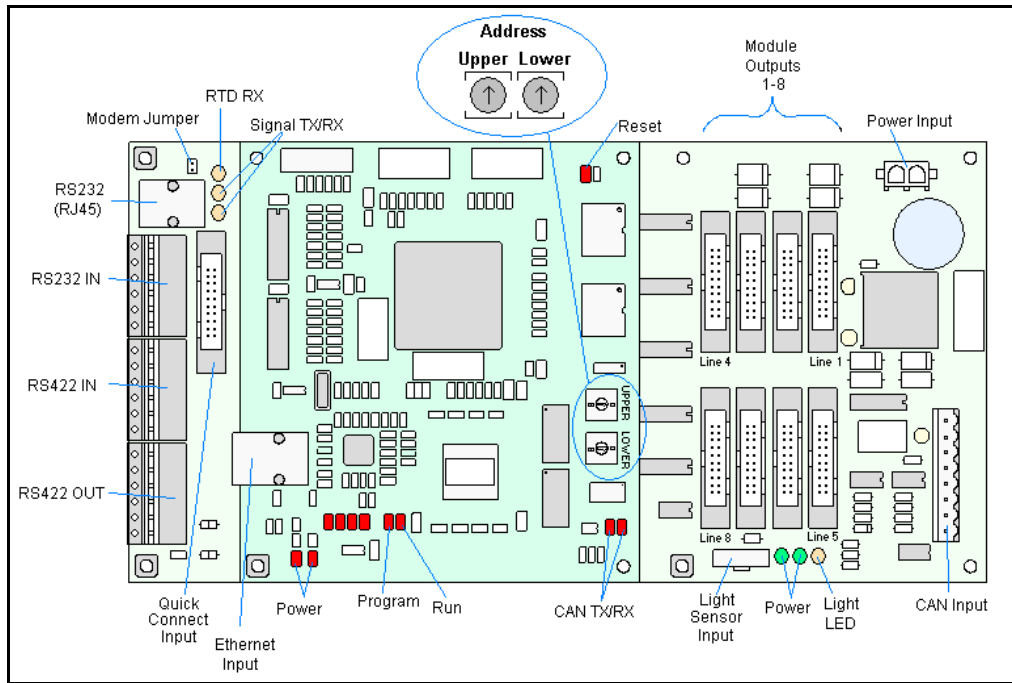 Address
Upper Lower
Module
Outputs
1-8
RTD RX
Modem Jumper
Signal TX/RX
Reset
Power Input
RS232
(RJ45)
RS232 IN
Line 4
Line 1
RS422 IN
UPPER
LOWER
RS422 OUT
Line 8
Line 5
Quick
Connect
Input
Ethernet
Input
Power
Program
Run
CAN TX/RX
Light
Sensor
Input
Power
Light
LED
CAN Input